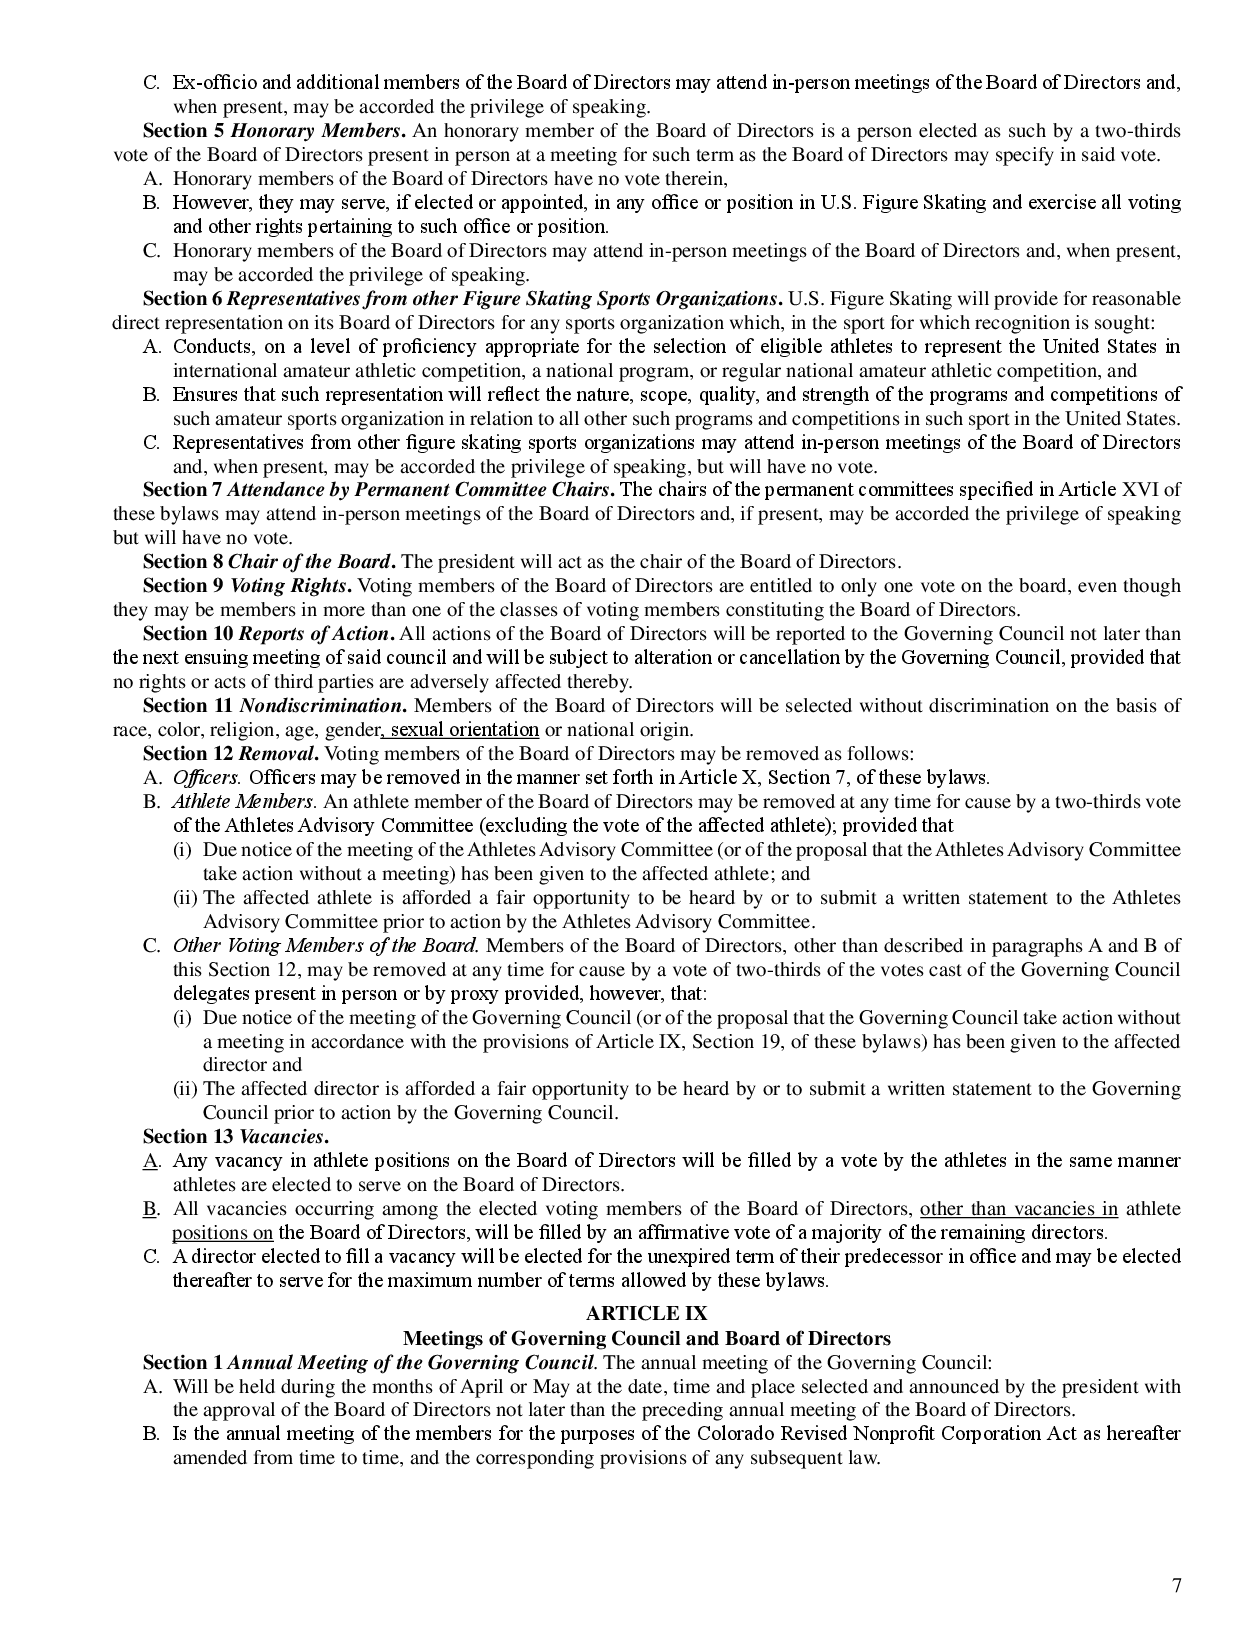 C. Ex-officio and additional members of the Board of Directors may attend in-person meetings of the Board of Directors and,
when present, may be accorded the privilege of speaking.
Section 5 Honorary Members. An honorary member of the Board of Directors is a person elected as such by a two-thirds
vote of the Board of Directors present in person at a meeting for such term as the Board of Directors may specify in said vote.
A. Honorary members of the Board of Directors have no vote therein,
B. However, they may serve, if elected or appointed, in any office or position in U.S. Figure Skating and exercise all voting
and other rights pertaining to such office or position.
C. Honorary members of the Board of Directors may attend in-person meetings of the Board of Directors and, when present,
may be accorded the privilege of speaking.
Section 6 Representatives from other Figure Skating Sports Organizations. U.S. Figure Skating will provide for reasonable
direct representation on its Board of Directors for any sports organization which, in the sport for which recognition is sought:
A. Conducts, on a level of proficiency appropriate for the selection of eligible athletes to represent the United States in
international amateur athletic competition, a national program, or regular national amateur athletic competition, and
B. Ensures that such representation will reflect the nature, scope, quality, and strength of the programs and competitions of
such amateur sports organization in relation to all other such programs and competitions in such sport in the United States.
C. Representatives from other figure skating sports organizations may attend in-person meetings of the Board of Directors
and, when present, may be accorded the privilege of speaking, but will have no vote.
Section 7 Attendance by Permanent Committee Chairs. The chairs of the permanent committees specified in Article XVI of
these bylaws may attend in-person meetings of the Board of Directors and, if present, may be accorded the privilege of speaking
but will have no vote.
Section 8 Chair of the Board. The president will act as the chair of the Board of Directors.
Section 9 Voting Rights. Voting members of the Board of Directors are entitled to only one vote on the board, even though
they may be members in more than one of the classes of voting members constituting the Board of Directors.
Section 10 Reports of Action. All actions of the Board of Directors will be reported to the Governing Council not later than
the next ensuing meeting of said council and will be subject to alteration or cancellation by the Governing Council, provided that
no rights or acts of third parties are adversely affected thereby.
Section 11 Nondiscrimination. Members of the Board of Directors will be selected without discrimination on the basis of
race, color, religion, age, gender, sexual orientation or national origin.
Section 12 Removal. Voting members of the Board of Directors may be removed as follows:
A. Officers. Officers may be removed in the manner set forth in Article X, Section 7, of these bylaws.
B. Athlete Members. An athlete member of the Board of Directors may be removed at any time for cause by a two-thirds vote
of the Athletes Advisory Committee (excluding the vote of the affected athlete); provided that
(i) Due notice of the meeting of the Athletes Advisory Committee (or of the proposal that the Athletes Advisory Committee
take action without a meeting) has been given to the affected athlete; and
(ii) The affected athlete is afforded a fair opportunity to be heard by or to submit a written statement to the Athletes
Advisory Committee prior to action by the Athletes Advisory Committee.
C. Other Voting Members of the Board. Members of the Board of Directors, other than described in paragraphs A and B of
this Section 12, may be removed at any time for cause by a vote of two-thirds of the votes cast of the Governing Council
delegates present in person or by proxy provided, however, that:
(i) Due notice of the meeting of the Governing Council (or of the proposal that the Governing Council take action without
a meeting in accordance with the provisions of Article IX, Section 19, of these bylaws) has been given to the affected
director and
(ii) The affected director is afforded a fair opportunity to be heard by or to submit a written statement to the Governing
Council prior to action by the Governing Council.
Section 13 Vacancies.
A. Any vacancy in athlete positions on the Board of Directors will be filled by a vote by the athletes in the same manner
athletes are elected to serve on the Board of Directors.
B. All vacancies occurring among the elected voting members of the Board of Directors, other than vacancies in athlete
positions on the Board of Directors, will be filled by an affirmative vote of a majority of the remaining directors.
C. A director elected to fill a vacancy will be elected for the unexpired term of their predecessor in office and may be elected
thereafter to serve for the maximum number of terms allowed by these bylaws.
ARTICLE IX
Meetings of Governing Council and Board of Directors
Section 1 Annual Meeting of the Governing Council. The annual meeting of the Governing Council:
A. Will be held during the months of April or May at the date, time and place selected and announced by the president with
the approval of the Board of Directors not later than the preceding annual meeting of the Board of Directors.
B. Is the annual meeting of the members for the purposes of the Colorado Revised Nonprofit Corporation Act as hereafter
amended from time to time, and the corresponding provisions of any subsequent law.
7